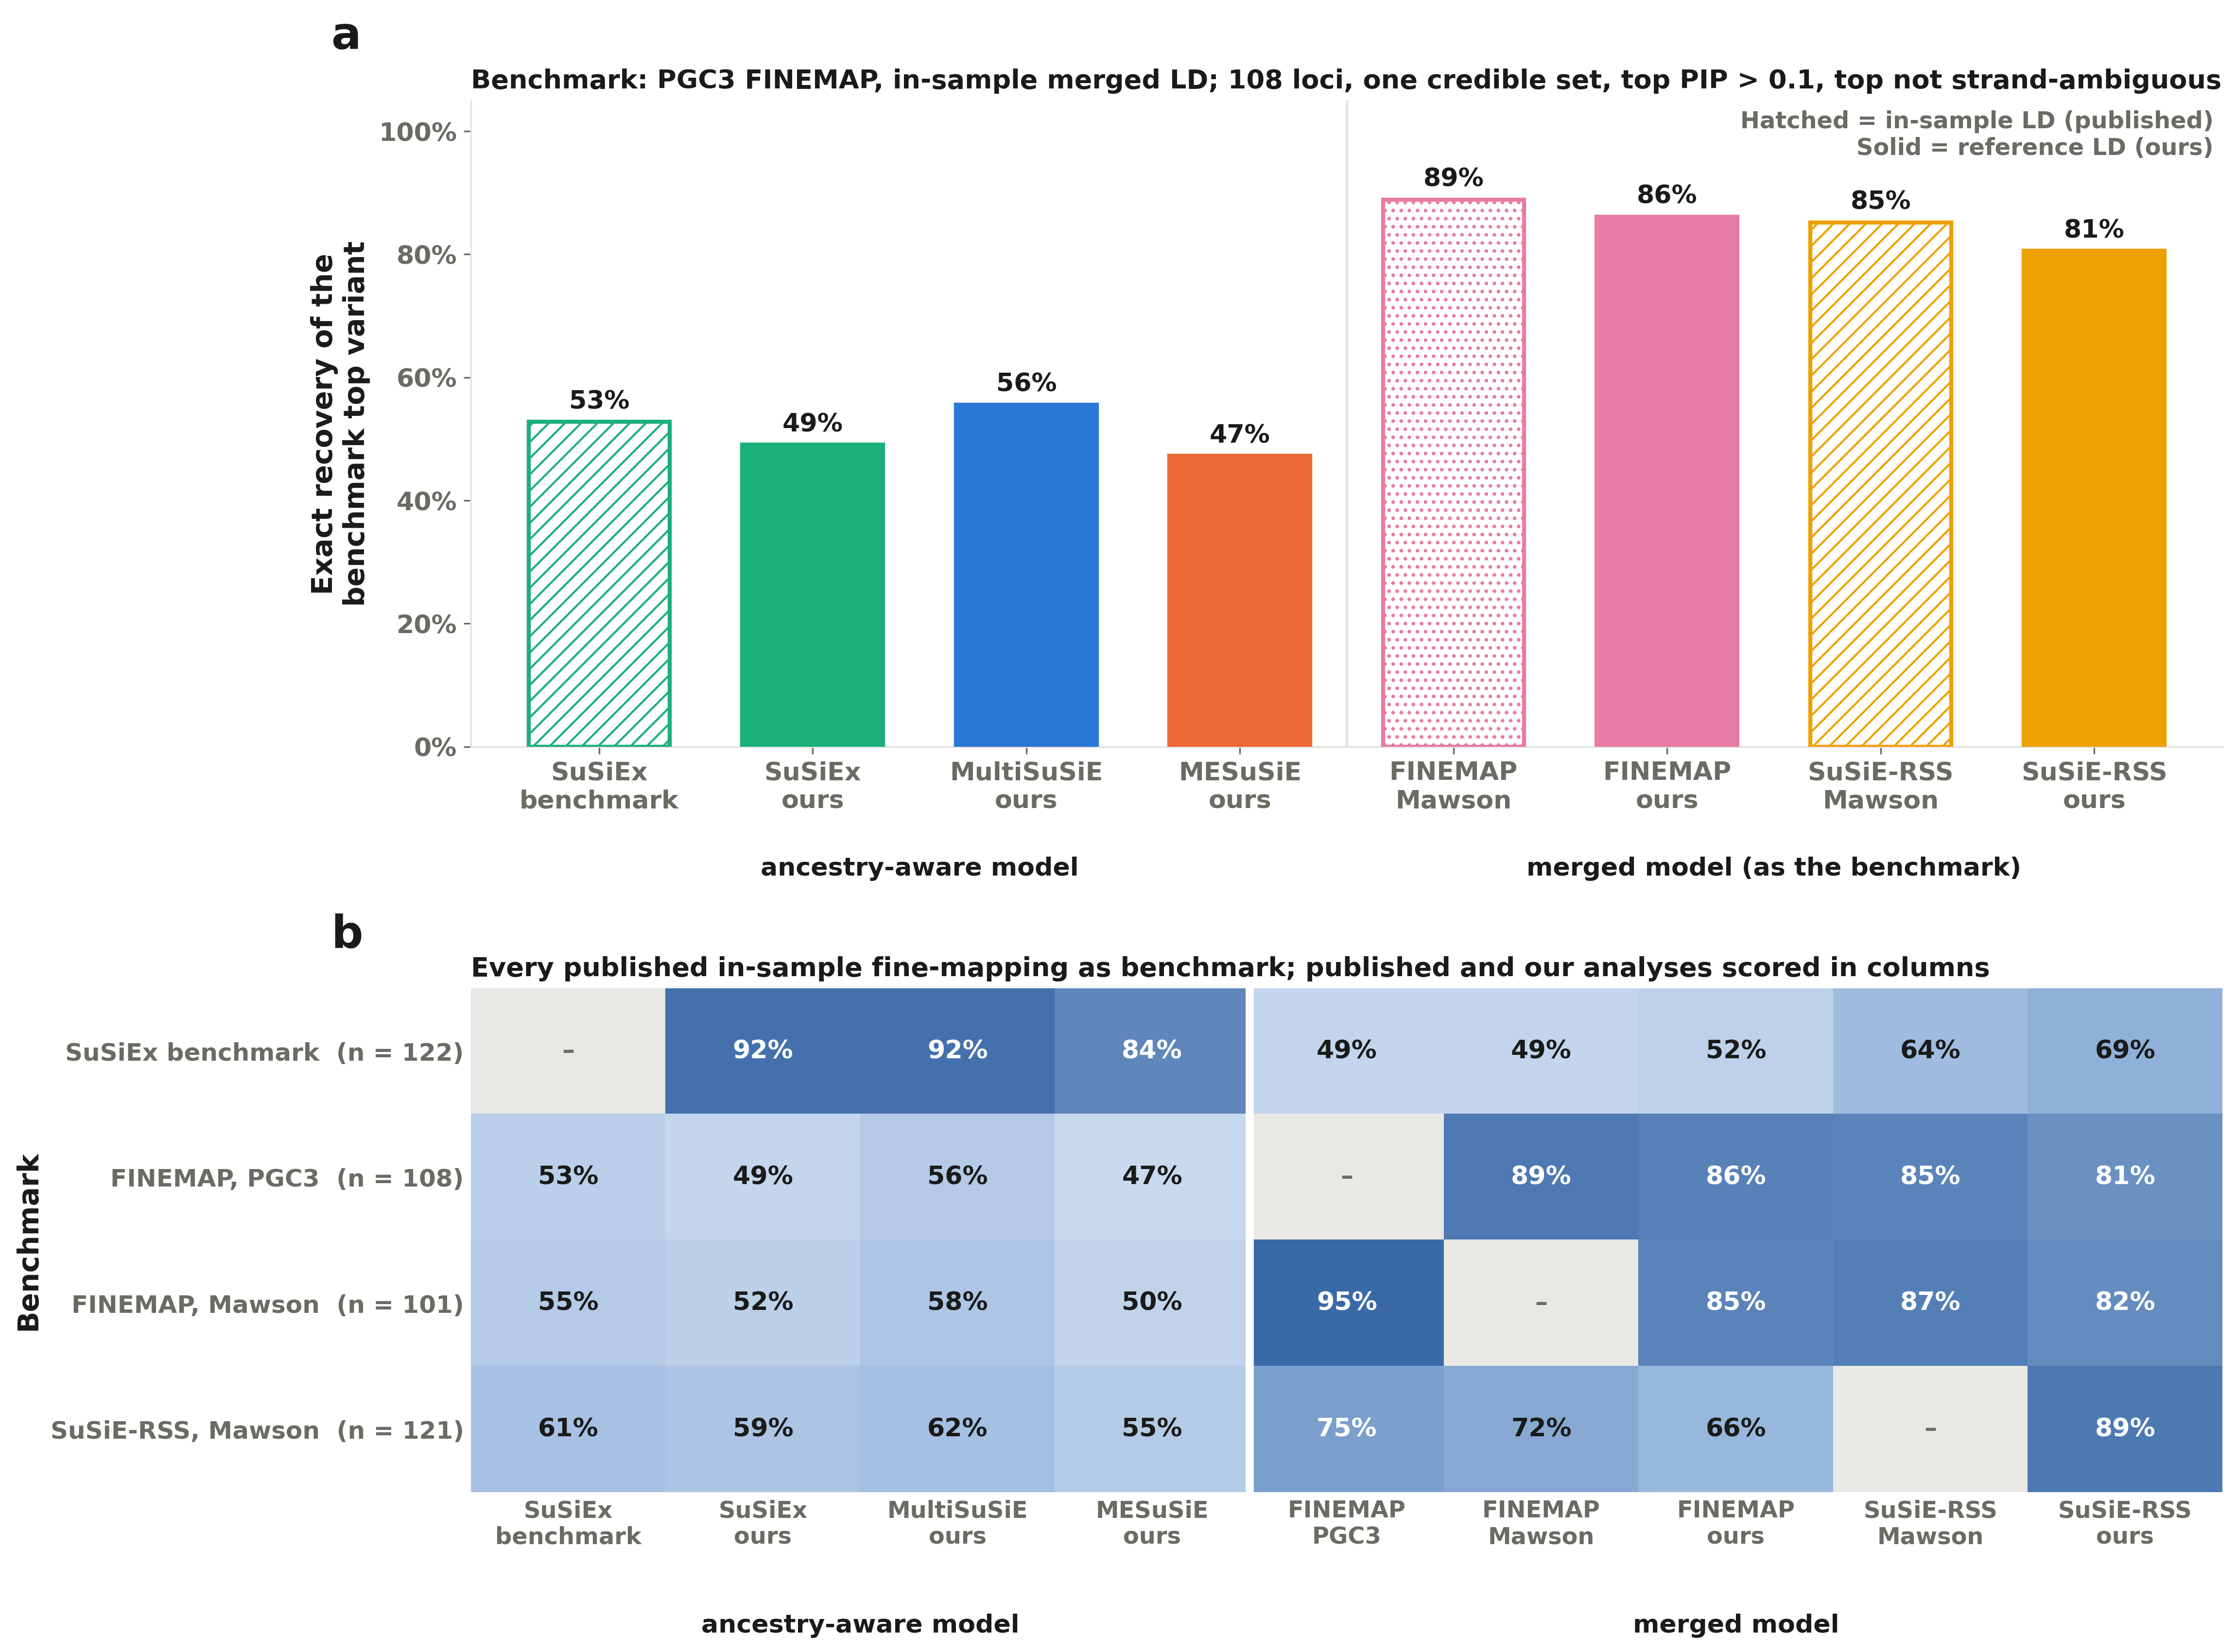 a
Benchmark: PGC3 FINEMAP, in-sample merged LD; 108 loci, one credible set, top PIP > 0.1, top not strand-ambiguous
Hatched = in-sample LD (published)
Solid = reference LD (ours)
Exact recovery of the
benchmark top variant
100%
80%
60%
40%
20%
0%
53%
49%
56%
47%
89%
86%
85%
81%
SuSiEx
benchmark
SuSiEx
ours
MultiSuSiE
ours
MESuSiE
ours
FINEMAP
Mawson
FINEMAP
ours
SuSiE-RSS
Mawson
SuSiE-RSS
ours
ancestry-aware model
merged model (as the benchmark)
b
Every published in-sample fine-mapping as benchmark; published and our analyses scored in columns
Benchmark
SuSiEx benchmark (n = 122) – 92% 92% 84% 49% 49% 52% 64% 69%
FINEMAP, PGC3 (n = 108) 53% 49% 56% 47% – 89% 86% 85% 81%
FINEMAP, Mawson (n = 101) 55% 52% 58% 50% 95% – 85% 87% 82%
SuSiE-RSS, Mawson (n = 121) 61% 59% 62% 55% 75% 72% 66% – 89%
SuSiEx
benchmark
SuSiEx
ours
MultiSuSiE
ours
MESuSiE
ours
FINEMAP
PGC3
FINEMAP
Mawson
FINEMAP
ours
SuSiE-RSS
Mawson
SuSiE-RSS
ours
ancestry-aware model
merged model